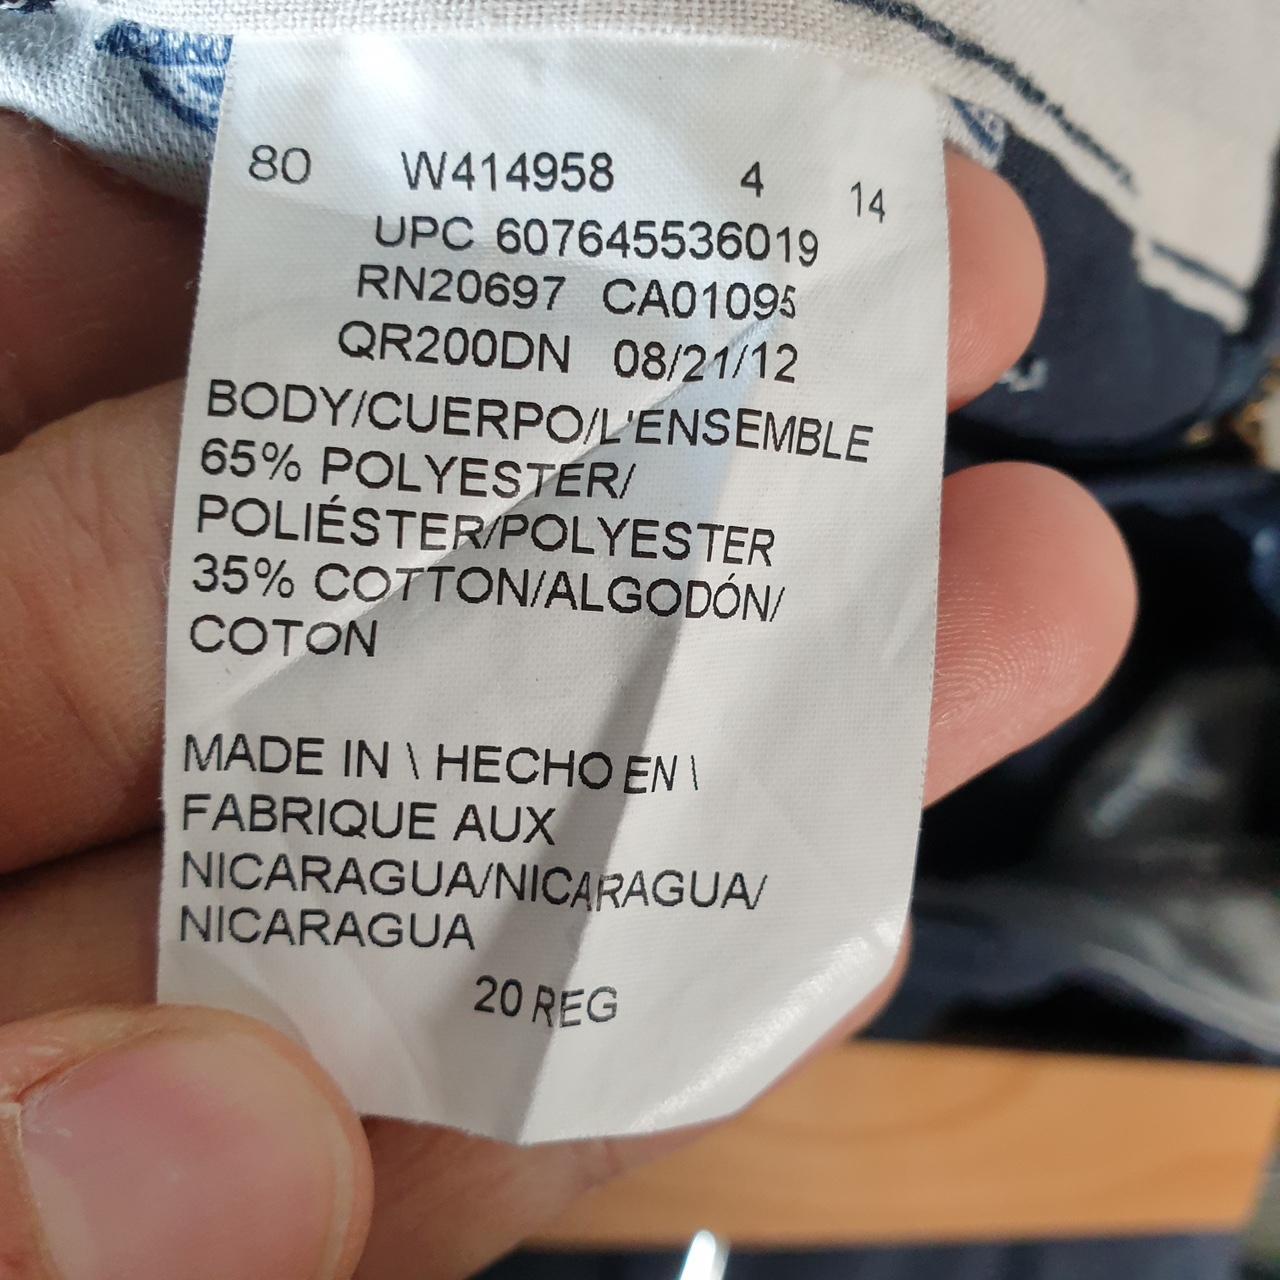 80 W414958 4 14
UPC 607645536019
RN20697 CA01095
QR200DN 08/21/12
BODY/CUERPO/L'ENSEMBLE
65% POLYESTER/
POLIÉSTER/POLYESTER
35% COTTON/ALGODÓN/
COTON
MADE IN \ HECHO EN \
FABRIQUE AUX
NICARAGUA/NICARAGUA/
NICARAGUA
20 REG